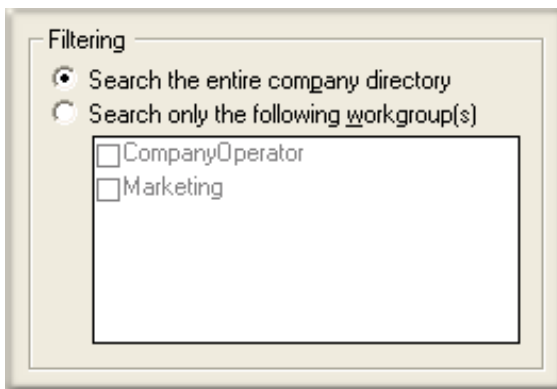 Filtering
Search the entire company directory
Search only the following workgroup(s)
CompanyOperator
Marketing